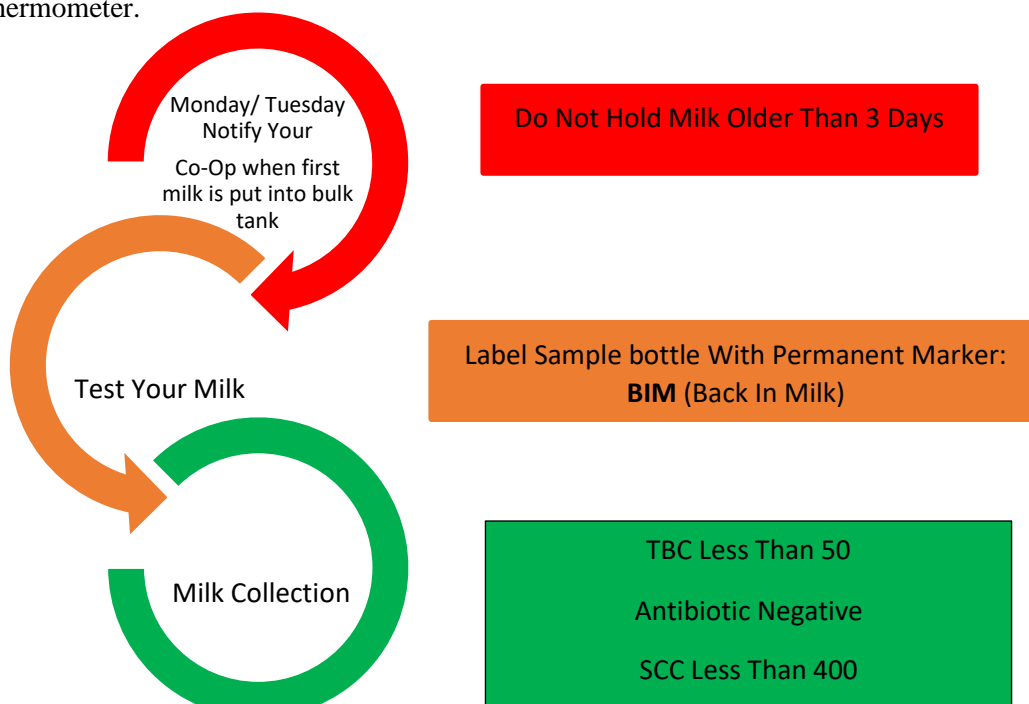 hermometer.
Monday/ Tuesday
Notify Your
Co-Op when first
milk is put into bulk
tank
Do Not Hold Milk Older Than 3 Days
Test Your Milk
Label Sample bottle With Permanent Marker:
BIM (Back In Milk)
Milk Collection
TBC Less Than 50
Antibiotic Negative
SCC Less Than 400